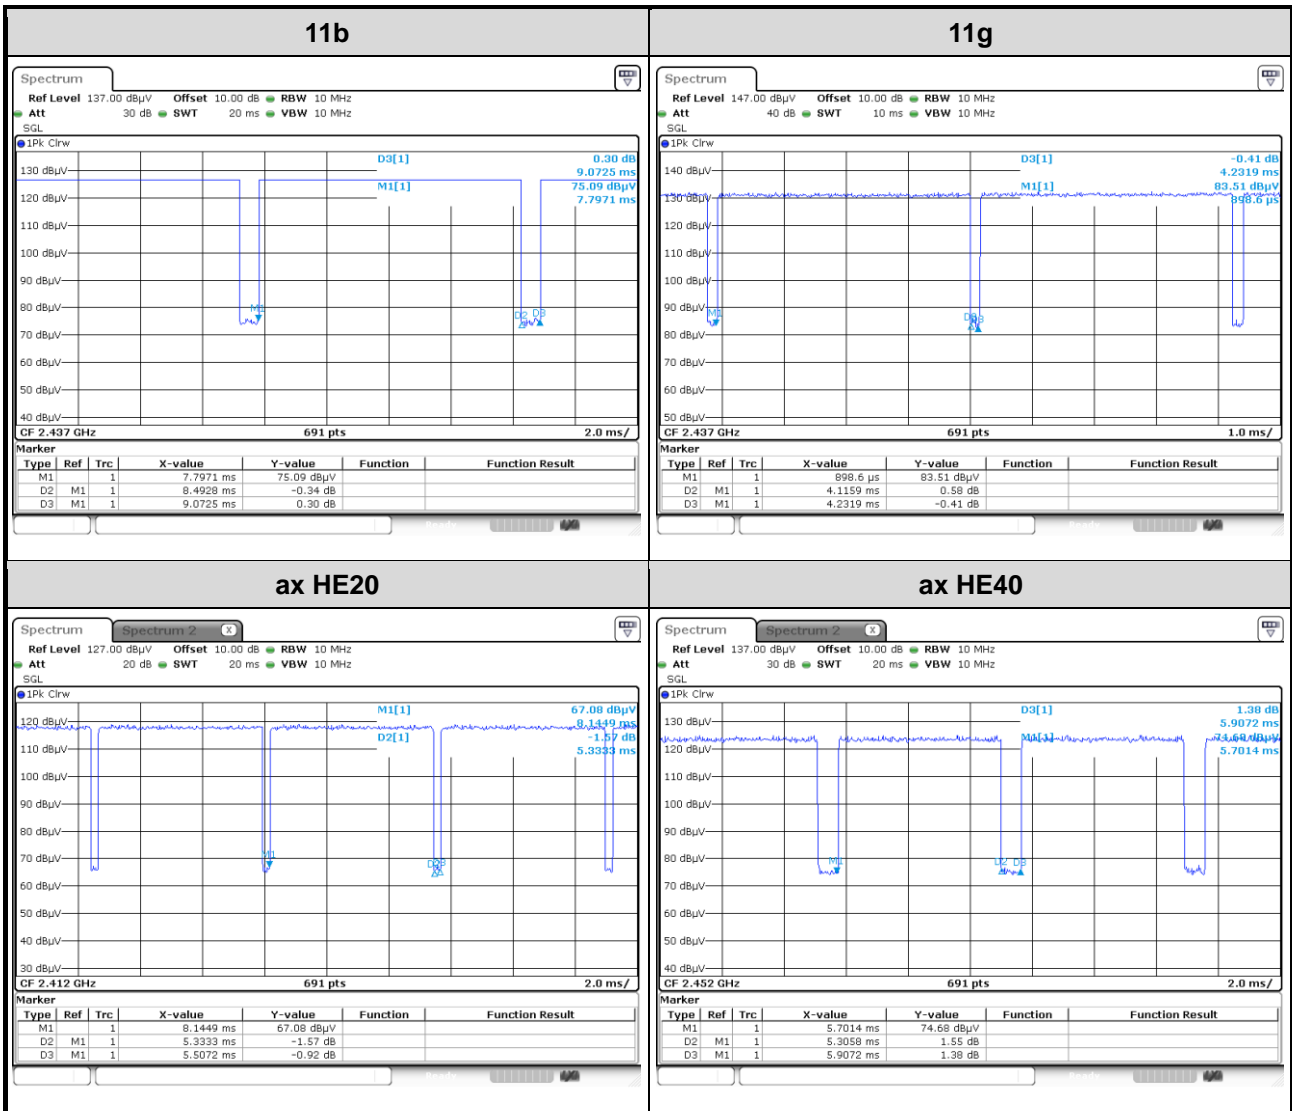 11b
11g
Spectrum
Ref Level 137.00 dBµV Offset 10.00 dB RBW 10 MHz
Att 30 dB SWT 20 ms VBW 10 MHz
SGL
1Pk Clrw
D3[1] 0.30 dB
9.0725 ms
130 dBµV
M1[1] 75.09 dBµV
7.7971 ms
120 dBµV
110 dBµV
100 dBµV
90 dBµV
80 dBµV
M1
D2 D3
70 dBµV
60 dBµV
50 dBµV
40 dBµV
CF 2.437 GHz 691 pts 2.0 ms/
Marker
Type Ref Trc X-value Y-value Function Function Result
M1 1 7.7971 ms 75.09 dBµV
D2 M1 1 8.4928 ms -0.34 dB
D3 M1 1 9.0725 ms 0.30 dB
Spectrum
Ref Level 147.00 dBµV Offset 10.00 dB RBW 10 MHz
Att 40 dB SWT 10 ms VBW 10 MHz
SGL
1Pk Clrw
D3[1] -0.41 dB
4.2319 ms
140 dBµV
M1[1] 83.51 dBµV
898.6 µs
130 dBµV
120 dBµV
110 dBµV
100 dBµV
90 dBµV
M1
80 dBµV
70 dBµV
60 dBµV
50 dBµV
CF 2.437 GHz 691 pts 1.0 ms/
Marker
Type Ref Trc X-value Y-value Function Function Result
M1 1 898.6 µs 83.51 dBµV
D2 M1 1 4.1159 ms 0.58 dB
D3 M1 1 4.2319 ms -0.41 dB
ax HE20
ax HE40
Spectrum Spectrum 2 X
Ref Level 127.00 dBµV Offset 10.00 dB RBW 10 MHz
Att 20 dB SWT 20 ms VBW 10 MHz
SGL
1Pk Clrw
M1[1] 67.08 dBµV
8.1449 ms
120 dBµV
D2[1] -1.57 dB
5.3333 ms
110 dBµV
100 dBµV
90 dBµV
80 dBµV
70 dBµV
M1
60 dBµV
50 dBµV
40 dBµV
30 dBµV
CF 2.412 GHz 691 pts 2.0 ms/
Marker
Type Ref Trc X-value Y-value Function Function Result
M1 1 8.1449 ms 67.08 dBµV
D2 M1 1 5.3333 ms -1.57 dB
D3 M1 1 5.5072 ms -0.92 dB
Spectrum Spectrum 2 X
Ref Level 137.00 dBµV Offset 10.00 dB RBW 10 MHz
Att 30 dB SWT 20 ms VBW 10 MHz
SGL
1Pk Clrw
D3[1] 1.38 dB
5.9072 ms
130 dBµV
M1[1] 74.68 dBµV
5.7014 ms
120 dBµV
110 dBµV
100 dBµV
90 dBµV
80 dBµV
M1 D2 D3
70 dBµV
60 dBµV
50 dBµV
40 dBµV
CF 2.452 GHz 691 pts 2.0 ms/
Marker
Type Ref Trc X-value Y-value Function Function Result
M1 1 5.7014 ms 74.68 dBµV
D2 M1 1 5.3058 ms 1.55 dB
D3 M1 1 5.9072 ms 1.38 dB